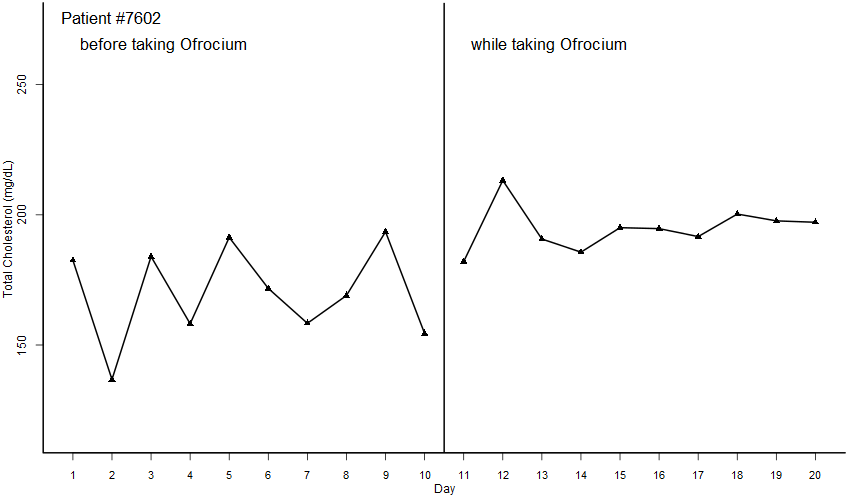 Patient #7602
before taking Ofrocium
while taking Ofrocium
Total Cholesterol (mg/dL)
250
200
150
1 2 3 4 5 6 7 8 9 10 11 12 13 14 15 16 17 18 19 20
Day